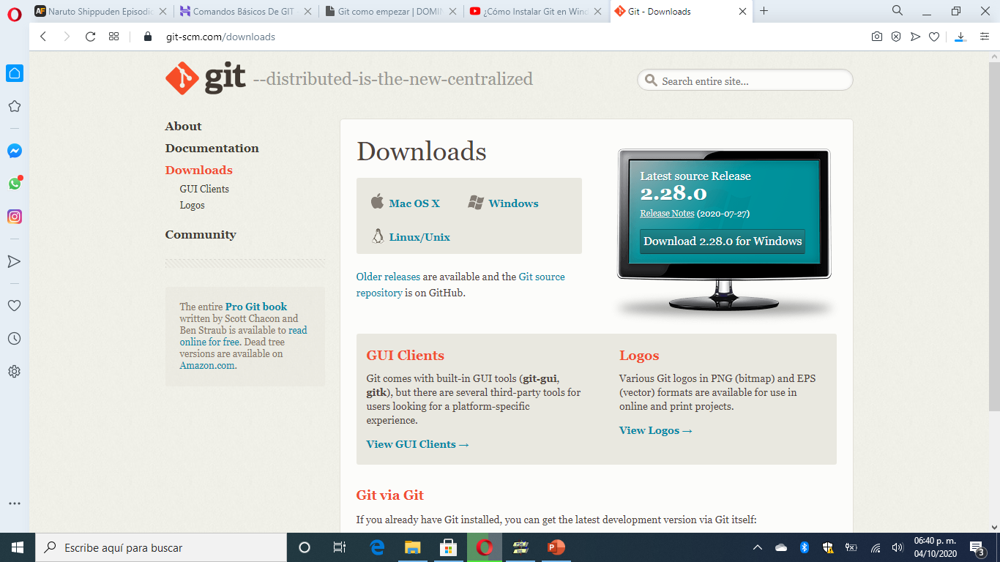 Naruto Shippuden Episodio
Comandos Básicos De GIT -
Git como empezar | DOMIN
¿Cómo Instalar Git en Wind
Git - Downloads
git-scm.com/downloads
git --distributed-is-the-new-centralized
Search entire site...
About
Documentation
Downloads
GUI Clients
Logos
Community
The entire Pro Git book
written by Scott Chacon and
Ben Straub is available to read
online for free. Dead tree
versions are available on
Amazon.com.
Downloads
Mac OS X
Windows
Linux/Unix
Older releases are available and the Git source
repository is on GitHub.
Latest source Release
2.28.0
Release Notes (2020-07-27)
Download 2.28.0 for Windows
GUI Clients
Git comes with built-in GUI tools (git-gui,
gitk), but there are several third-party tools for
users looking for a platform-specific
experience.
View GUI Clients →
Logos
Various Git logos in PNG (bitmap) and EPS
(vector) formats are available for use in
online and print projects.
View Logos →
Git via Git
If you already have Git installed, you can get the latest development version via Git itself:
Escribe aquí para buscar
06:40 p. m.
04/10/2020
3